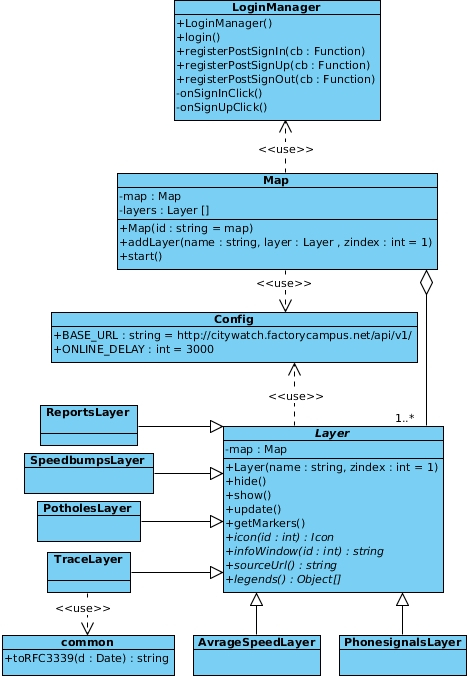 LoginManager
+LoginManager()
+login()
+registerPostSignIn(cb : Function)
+registerPostSignUp(cb : Function)
+registerPostSignOut(cb : Function)
-onSignInClick()
-onSignUpClick()
<<use>>
Map
-map : Map
-layers : Layer []
+Map(id : string = map)
+addLayer(name : string, layer : Layer , zindex : int = 1)
+start()
<<use>>
Config
+BASE_URL : string = http://citywatch.factorycampus.net/api/v1/
+ONLINE_DELAY : int = 3000
<<use>>
1..*
ReportsLayer
SpeedbumpsLayer
PotholesLayer
TraceLayer
Layer
-map : Map
+Layer(name : string, zindex : int = 1)
+hide()
+show()
+update()
+getMarkers()
+icon(id : int) : Icon
+infoWindow(id : int) : string
+sourceUrl() : string
+legends() : Object[]
<<use>>
common
+toRFC3339(d : Date) : string
AvrageSpeedLayer
PhonesignalsLayer